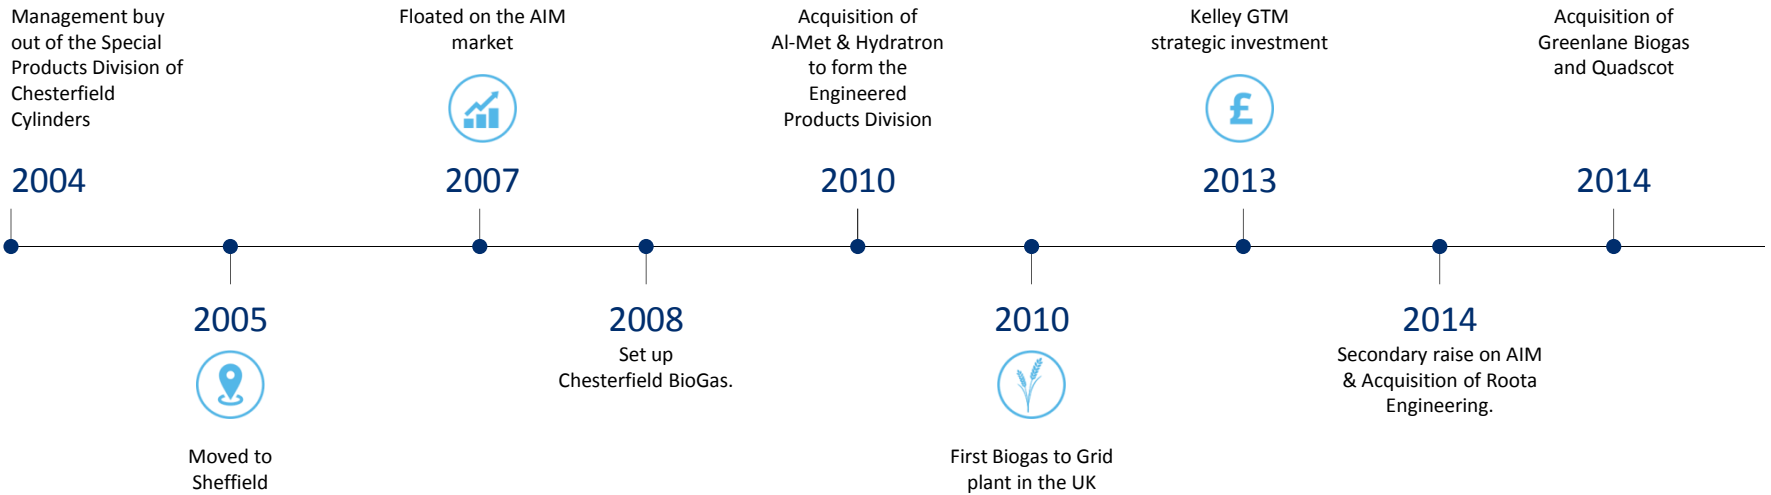 Management buy
out of the Special
Products Division of
Chesterfield
Cylinders
2004
Floated on the AIM
market
2007
Acquisition of
Al-Met & Hydratron
to form the
Engineered
Products Division
2010
Kelley GTM
strategic investment
£
2013
Acquisition of
Greenlane Biogas
and Quadscot
2014
2005
Moved to
Sheffield
2008
Set up
Chesterfield BioGas.
2010
First Biogas to Grid
plant in the UK
2014
Secondary raise on AIM
& Acquisition of Roota
Engineering.